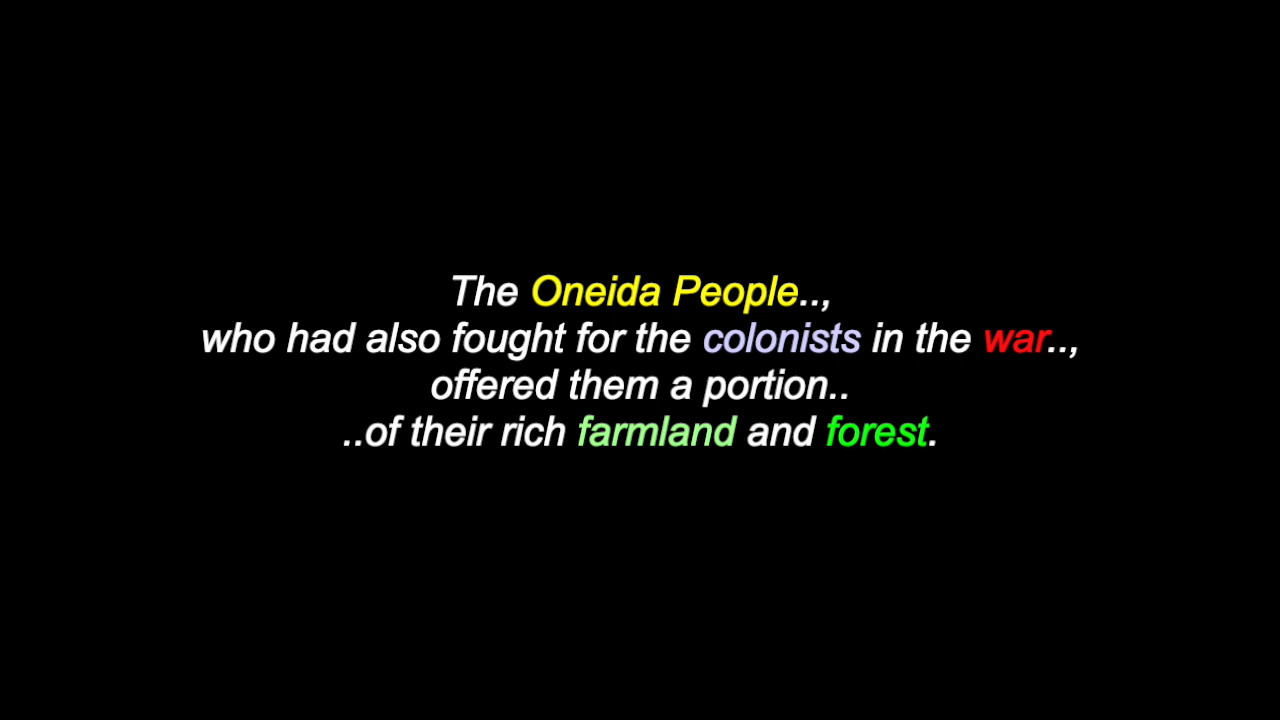 The Oneida People..,
who had also fought for the colonists in the war..,
offered them a portion..
..of their rich farmland and forest.